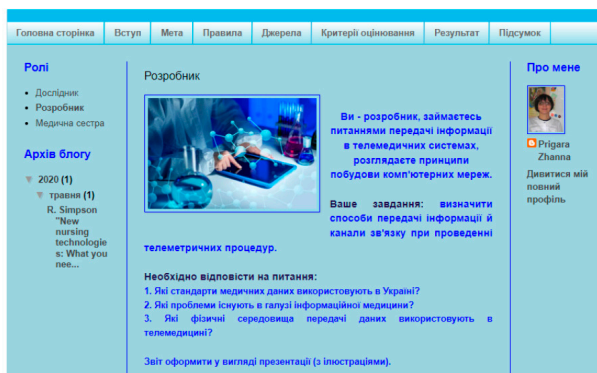 Головна сторінка Вступ Мета Правила Джерела Критерії оцінювання Результат Підсумок
Ролі
Дослідник
Розробник
Медична сестра
Архів блогу
▼ 2020 (1)
▼ травня (1)
R. Simpson
"New
nursing
technologie
s: What you
nee...
Розробник
Ви - розробник, займаєтесь
питаннями передачі інформації
в телемедичних системах,
розглядаєте принципи
побудови комп'ютерних мереж.
Ваше завдання: визначити
способи передачі інформації й
канали зв'язку при проведенні
телеметричних процедур.
Необхідно відповісти на питання:
1. Які стандарти медичних даних використовують в Україні?
2. Які проблеми існують в галузі інформаційної медицини?
3. Які фізичні середовища передачі даних використовують в
телемедицині?
Звіт оформити у вигляді презентації (з ілюстраціями).
Про мене
Prigara
Zhanna
Дивитися мій
повний
профіль